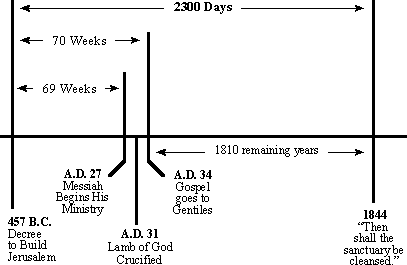 2300 Days
70 Weeks
69 Weeks
1810 remaining years
A.D. 27
Messiah
Begins His
Ministry
A.D. 34
Gospel
goes to
Gentiles
457 B.C.
Decree
to Build
Jerusalem
A.D. 31
Lamb of God
Crucified
1844
“Then
shall the
sanctuary be
cleansed.”